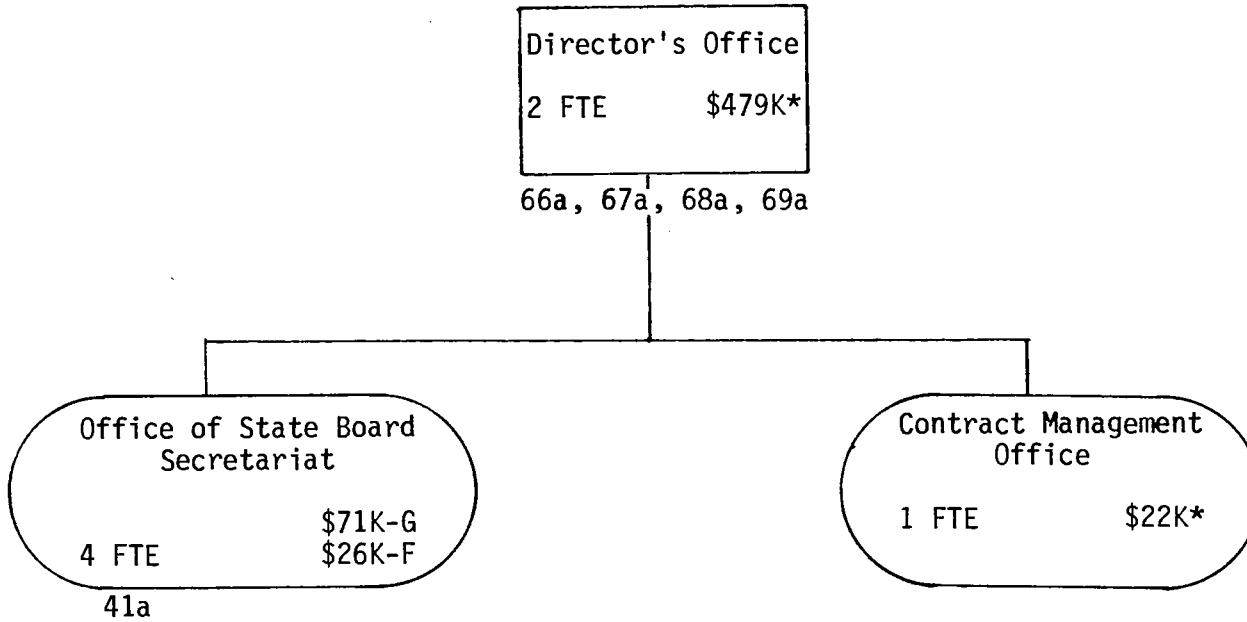 Director's Office
2 FTE $479K*
66a, 67a, 68a, 69a
Office of State Board
Secretariat
$71K-G
4 FTE $26K-F
41a
Contract Management
Office
1 FTE $22K*